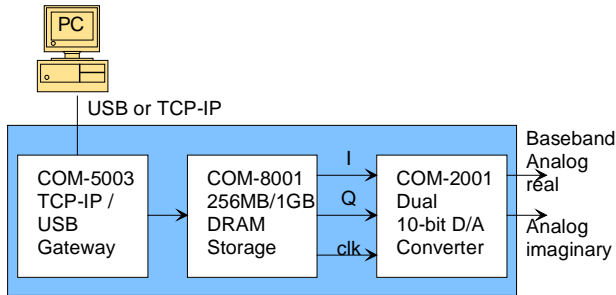 PC
USB or TCP-IP
COM-5003
TCP-IP /
USB
Gateway
COM-8001
256MB/1GB
DRAM
Storage
I
Q
clk
COM-2001
Dual
10-bit D/A
Converter
Baseband
Analog
real
Analog
imaginary